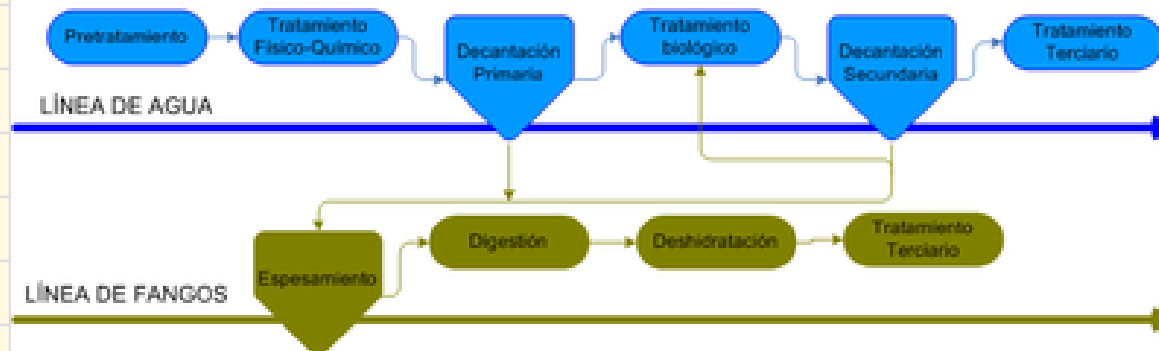 Pretratamiento
Tratamiento
Físico-Químico
Decantación
Primaria
Tratamiento
biológico
Decantación
Secundaria
Tratamiento
Terciario
LÍNEA DE AGUA
Espesamiento
Digestión
Deshidratación
Tratamiento
Terciario
LÍNEA DE FANGOS